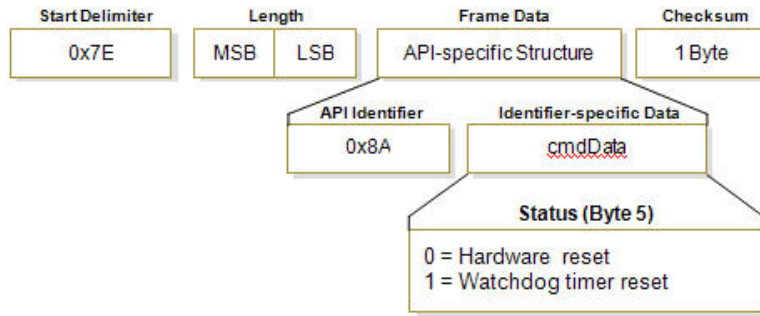 Start Delimiter Length Frame Data Checksum
0x7E MSB LSB API-specific Structure 1 Byte
API Identifier Identifier-specific Data
0x8A cmdData
Status (Byte 5)
0 = Hardware reset
1 = Watchdog timer reset